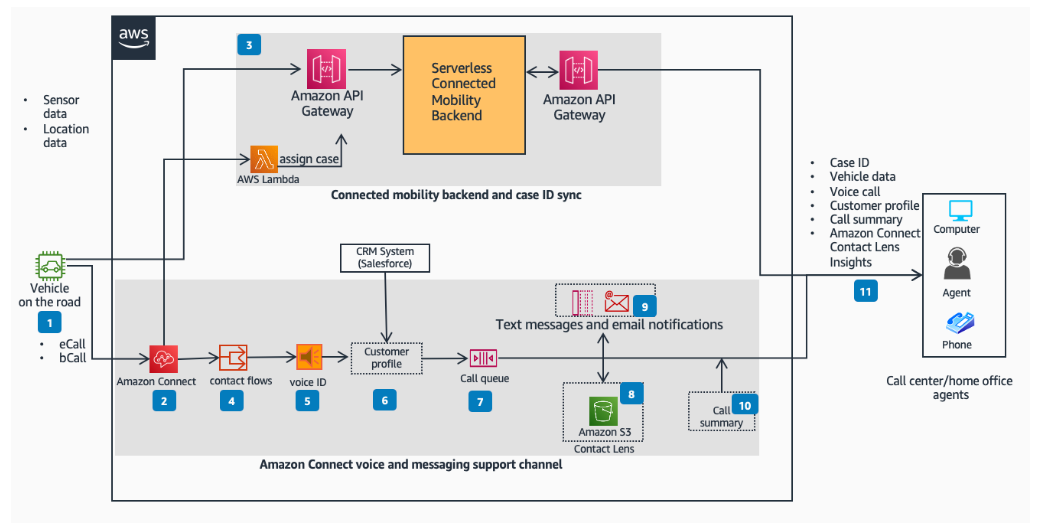 aws
3
Amazon API
Gateway
Serverless
Connected
Mobility
Backend
Amazon API
Gateway
• Sensor
data
• Location
data
assign case
AWS Lambda
Connected mobility backend and case ID sync
• Case ID
• Vehicle data
• Voice call
• Customer profile
• Call summary
• Amazon Connect
Contact Lens
Insights
11
Computer
Agent
Phone
Call center/home office
agents
CRM System
(Salesforce)
Vehicle
on the road
1
• eCall
• bCall
9
Text messages and email notifications
Amazon Connect
2
contact flows
4
voice ID
5
Customer
profile
6
Call queue
7
8
Amazon S3
Contact Lens
10
Call
summary
Amazon Connect voice and messaging support channel